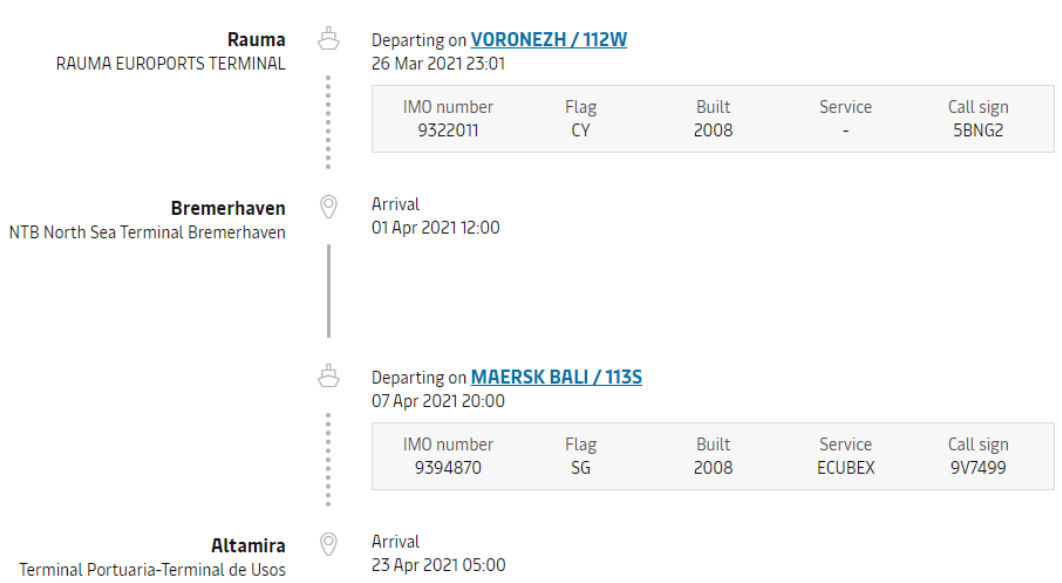 Rauma
RAUMA EUROPORTS TERMINAL
Departing on VORONEZH / 112W
26 Mar 2021 23:01
IMO number Flag Built Service Call sign
9322011 CY 2008 - 5BNG2
Bremerhaven
NTB North Sea Terminal Bremerhaven
Arrival
01 Apr 2021 12:00
Departing on MAERSK BALI / 113S
07 Apr 2021 20:00
IMO number Flag Built Service Call sign
9394870 SG 2008 ECUBEX 9V7499
Altamira
Terminal Portuaria-Terminal de Usos
Arrival
23 Apr 2021 05:00